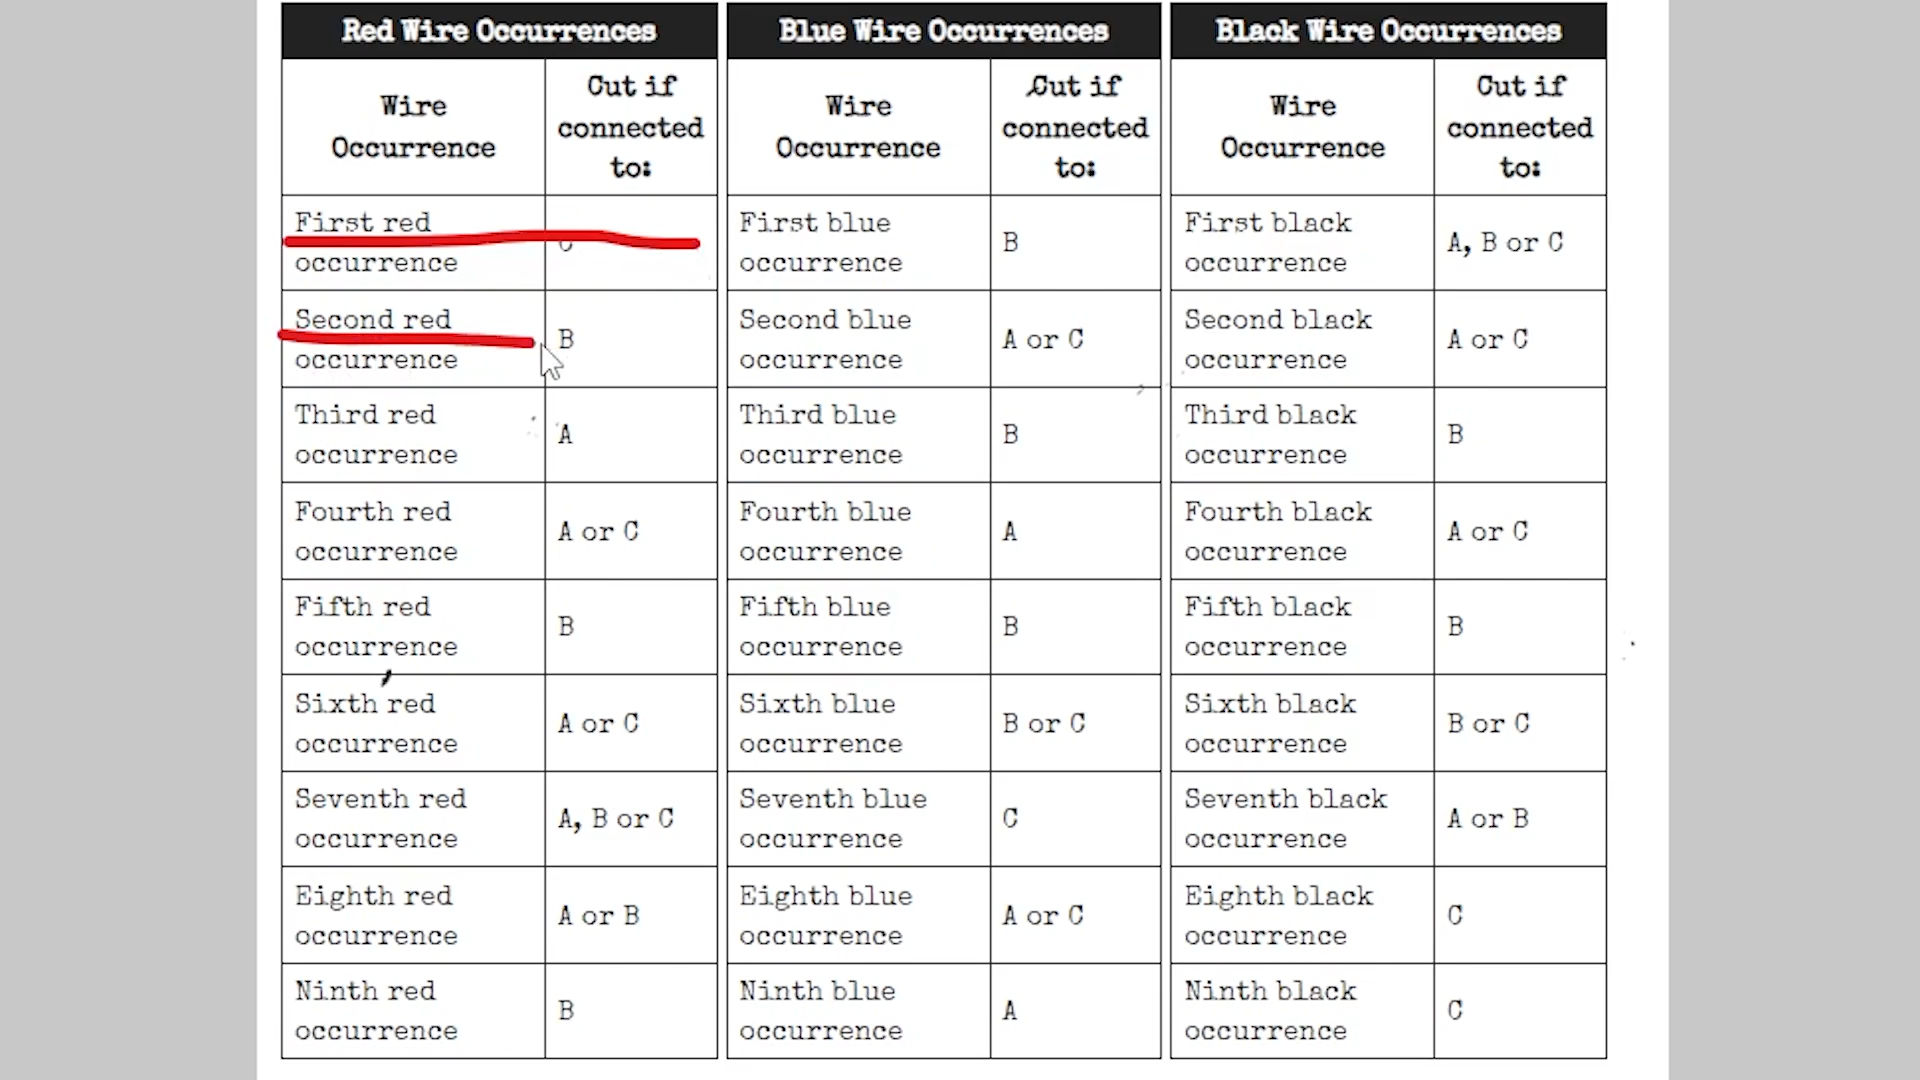 Red Wire Occurrences
Wire
Occurrence
Cut if
connected
to:
First red
occurrence
C
Second red
occurrence
B
Third red
occurrence
A
Fourth red
occurrence
A or C
Fifth red
occurrence
B
Sixth red
occurrence
A or C
Seventh red
occurrence
A, B or C
Eighth red
occurrence
A or B
Ninth red
occurrence
B
Blue Wire Occurrences
Wire
Occurrence
Cut if
connected
to:
First blue
occurrence
B
Second blue
occurrence
A or C
Third blue
occurrence
B
Fourth blue
occurrence
A
Fifth blue
occurrence
B
Sixth blue
occurrence
B or C
Seventh blue
occurrence
C
Eighth blue
occurrence
A or C
Ninth blue
occurrence
A
Black Wire Occurrences
Wire
Occurrence
Cut if
connected
to:
First black
occurrence
A, B or C
Second black
occurrence
A or C
Third black
occurrence
B
Fourth black
occurrence
A or C
Fifth black
occurrence
B
Sixth black
occurrence
B or C
Seventh black
occurrence
A or B
Eighth black
occurrence
C
Ninth black
occurrence
C